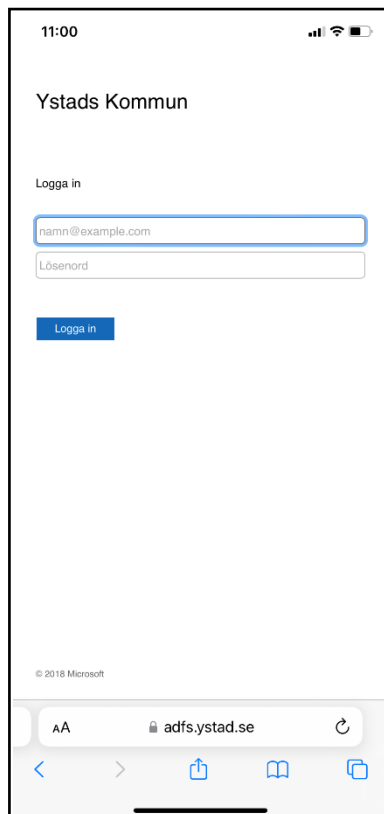 11:00
Ystads Kommun
Logga in
namn@example.com
Lösenord
Logga in
© 2018 Microsoft
AA
adfs.ystad.se